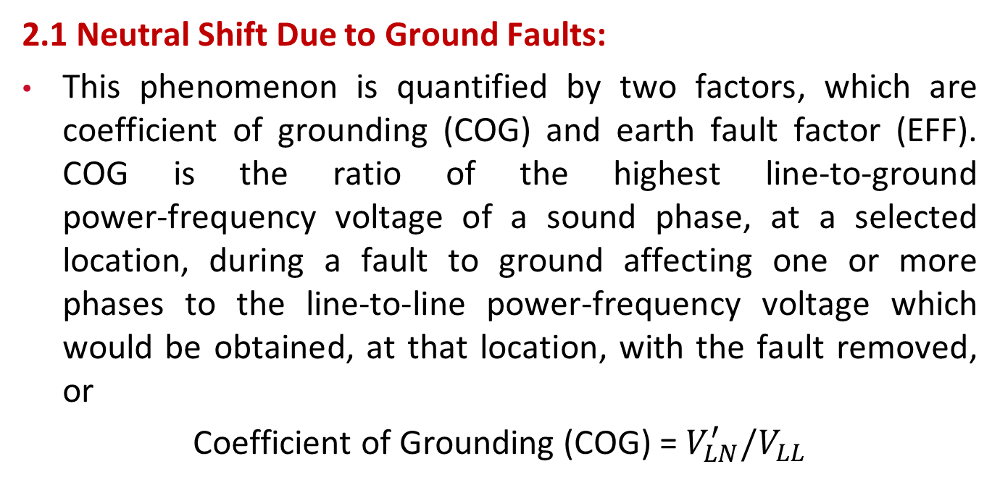 2.1 Neutral Shift Due to Ground Faults:
• This phenomenon is quantified by two factors, which are
coefficient of grounding (COG) and earth fault factor (EFF).
COG is the ratio of the highest line-to-ground
power-frequency voltage of a sound phase, at a selected
location, during a fault to ground affecting one or more
phases to the line-to-line power-frequency voltage which
would be obtained, at that location, with the fault removed,
or
Coefficient of Grounding (COG) = V′LN/VLL